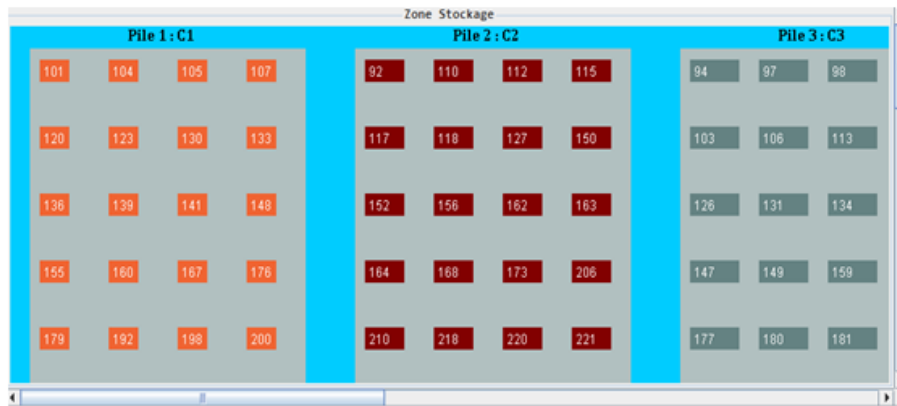 Zone Stockage
Pile 1 : C1 Pile 2 : C2 Pile 3 : C3
101 104 105 107 92 110 112 115 94 97 98
120 123 130 133 117 118 127 150 103 106 113
136 139 141 148 152 156 162 163 126 131 134
155 160 167 176 164 168 173 206 147 149 159
179 192 198 200 210 218 220 221 177 180 181